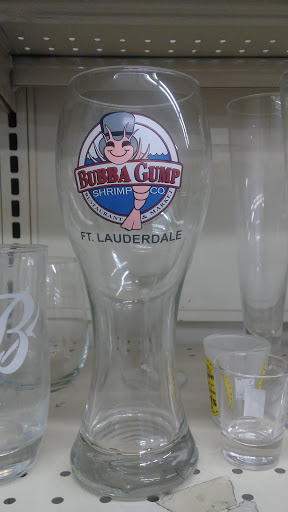 BUBBA GUMP
SHRIMP CO.
RESTAURANT & MARKET
FT. LAUDERDALE
B